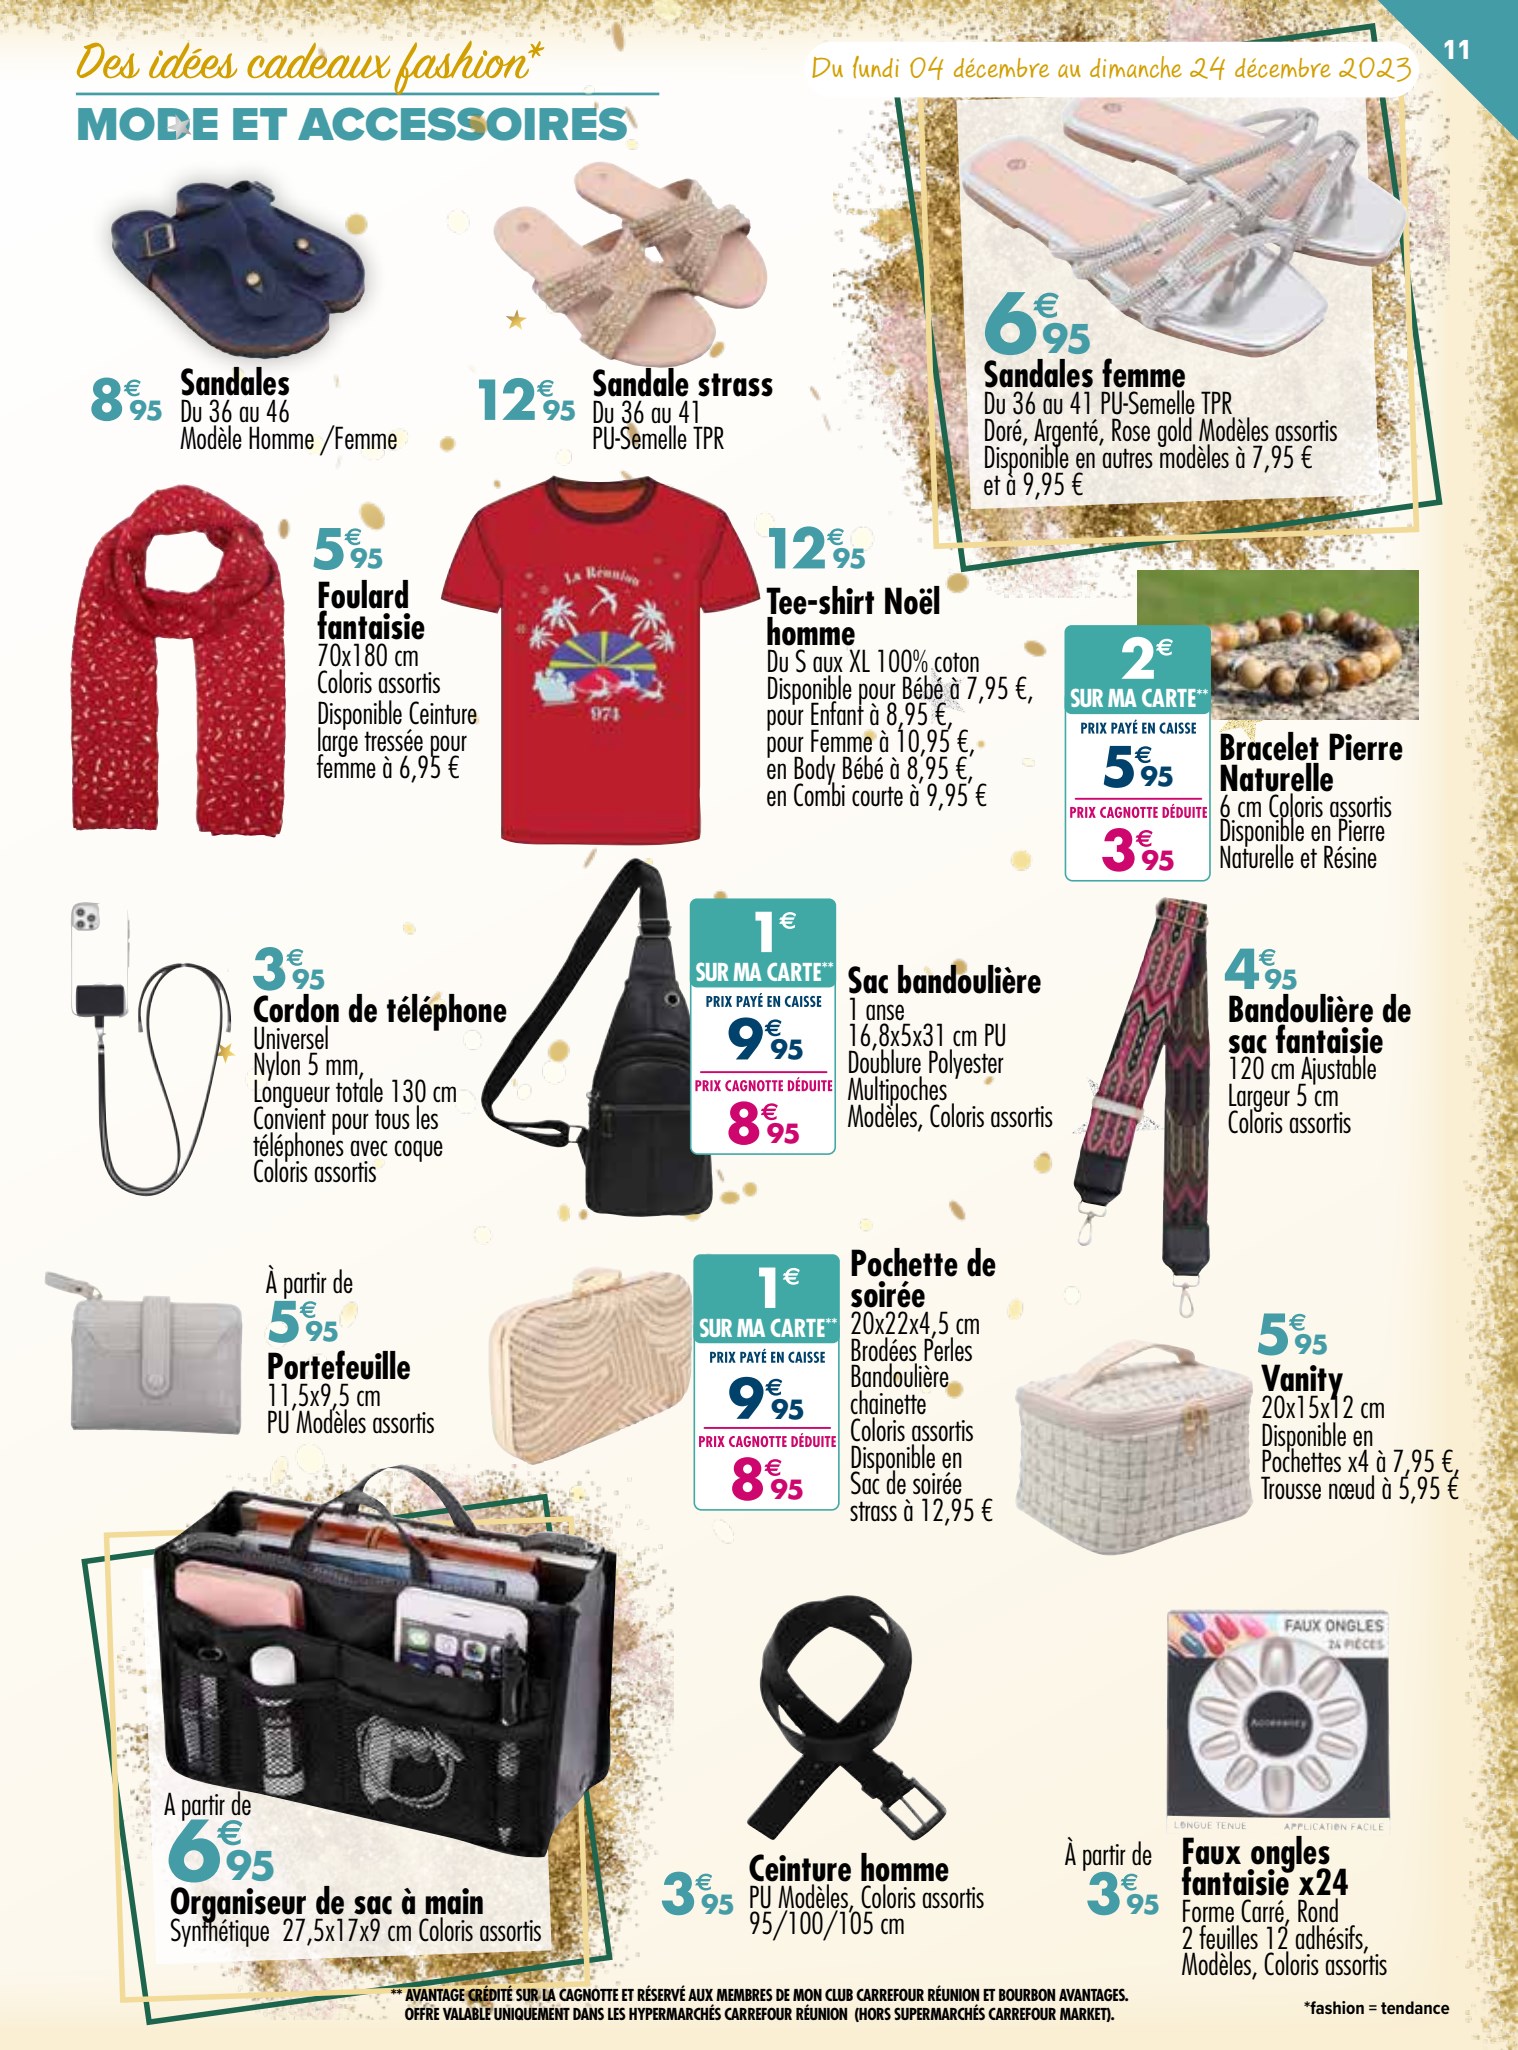 Des idées cadeaux fashion*
MODE ET ACCESSOIRES
Du lundi 04 décembre au dimanche 24 décembre 2023
11
8€95
Sandales
Du 36 au 46
Modèle Homme /Femme
12€95
Sandale strass
Du 36 au 41
PU-Semelle TPR
6€95
Sandales femme
Du 36 au 41 PU-Semelle TPR
Doré, Argenté, Rose gold Modèles assortis
Disponible en autres modèles à 7,95 €
et à 9,95 €
5€95
Foulard
fantaisie
70x180 cm
Coloris assortis
Disponible Ceinture
large tressée pour
femme à 6,95 €
La Réunion
974
12€95
Tee-shirt Noël
homme
Du S aux XL 100% coton
Disponible pour Bébé à 7,95 €,
pour Enfant à 8,95 €,
pour Femme à 10,95 €,
en Body Bébé à 8,95 €,
en Combi courte à 9,95 €
2€
SUR MA CARTE**
PRIX PAYÉ EN CAISSE
5€95
PRIX CAGNOTTE DÉDUITE
3€95
Bracelet Pierre
Naturelle
6 cm Coloris assortis
Disponible en Pierre
Naturelle et Résine
3€95
Cordon de téléphone
Universel
Nylon 5 mm,
Longueur totale 130 cm
Convient pour tous les
téléphones avec coque
Coloris assortis
1€
SUR MA CARTE**
PRIX PAYÉ EN CAISSE
9€95
PRIX CAGNOTTE DÉDUITE
8€95
Sac bandoulière
1 anse
16,8x5x31 cm PU
Doublure Polyester
Multipoches
Modèles, Coloris assortis
4€95
Bandoulière de
sac fantaisie
120 cm Ajustable
Largeur 5 cm
Coloris assortis
À partir de
5€95
Portefeuille
11,5x9,5 cm
PU Modèles assortis
1€
SUR MA CARTE**
PRIX PAYÉ EN CAISSE
9€95
PRIX CAGNOTTE DÉDUITE
8€95
Pochette de
soirée
20x22x4,5 cm
Brodées Perles
Bandoulière
chainette
Coloris assortis
Disponible en
Sac de soirée
strass à 12,95 €
5€95
Vanity
20x15x12 cm
Disponible en
Pochettes x4 à 7,95 €,
Trousse nœud à 5,95 €
A partir de
6€95
Organiseur de sac à main
Synthétique 27,5x17x9 cm Coloris assortis
3€95
Ceinture homme
PU Modèles, Coloris assortis
95/100/105 cm
FAUX ONGLES
24 PIÈCES
Accessory
LONGUE TENUE
APPLICATION FACILE
À partir de
3€95
Faux ongles
fantaisie x24
Forme Carré, Rond
2 feuilles 12 adhésifs,
Modèles, Coloris assortis
** AVANTAGE CRÉDITÉ SUR LA CAGNOTTE ET RÉSERVÉ AUX MEMBRES DE MON CLUB CARREFOUR RÉUNION ET BOURBON AVANTAGES.
OFFRE VALABLE UNIQUEMENT DANS LES HYPERMARCHÉS CARREFOUR RÉUNION (HORS SUPERMARCHÉS CARREFOUR MARKET).
*fashion = tendance